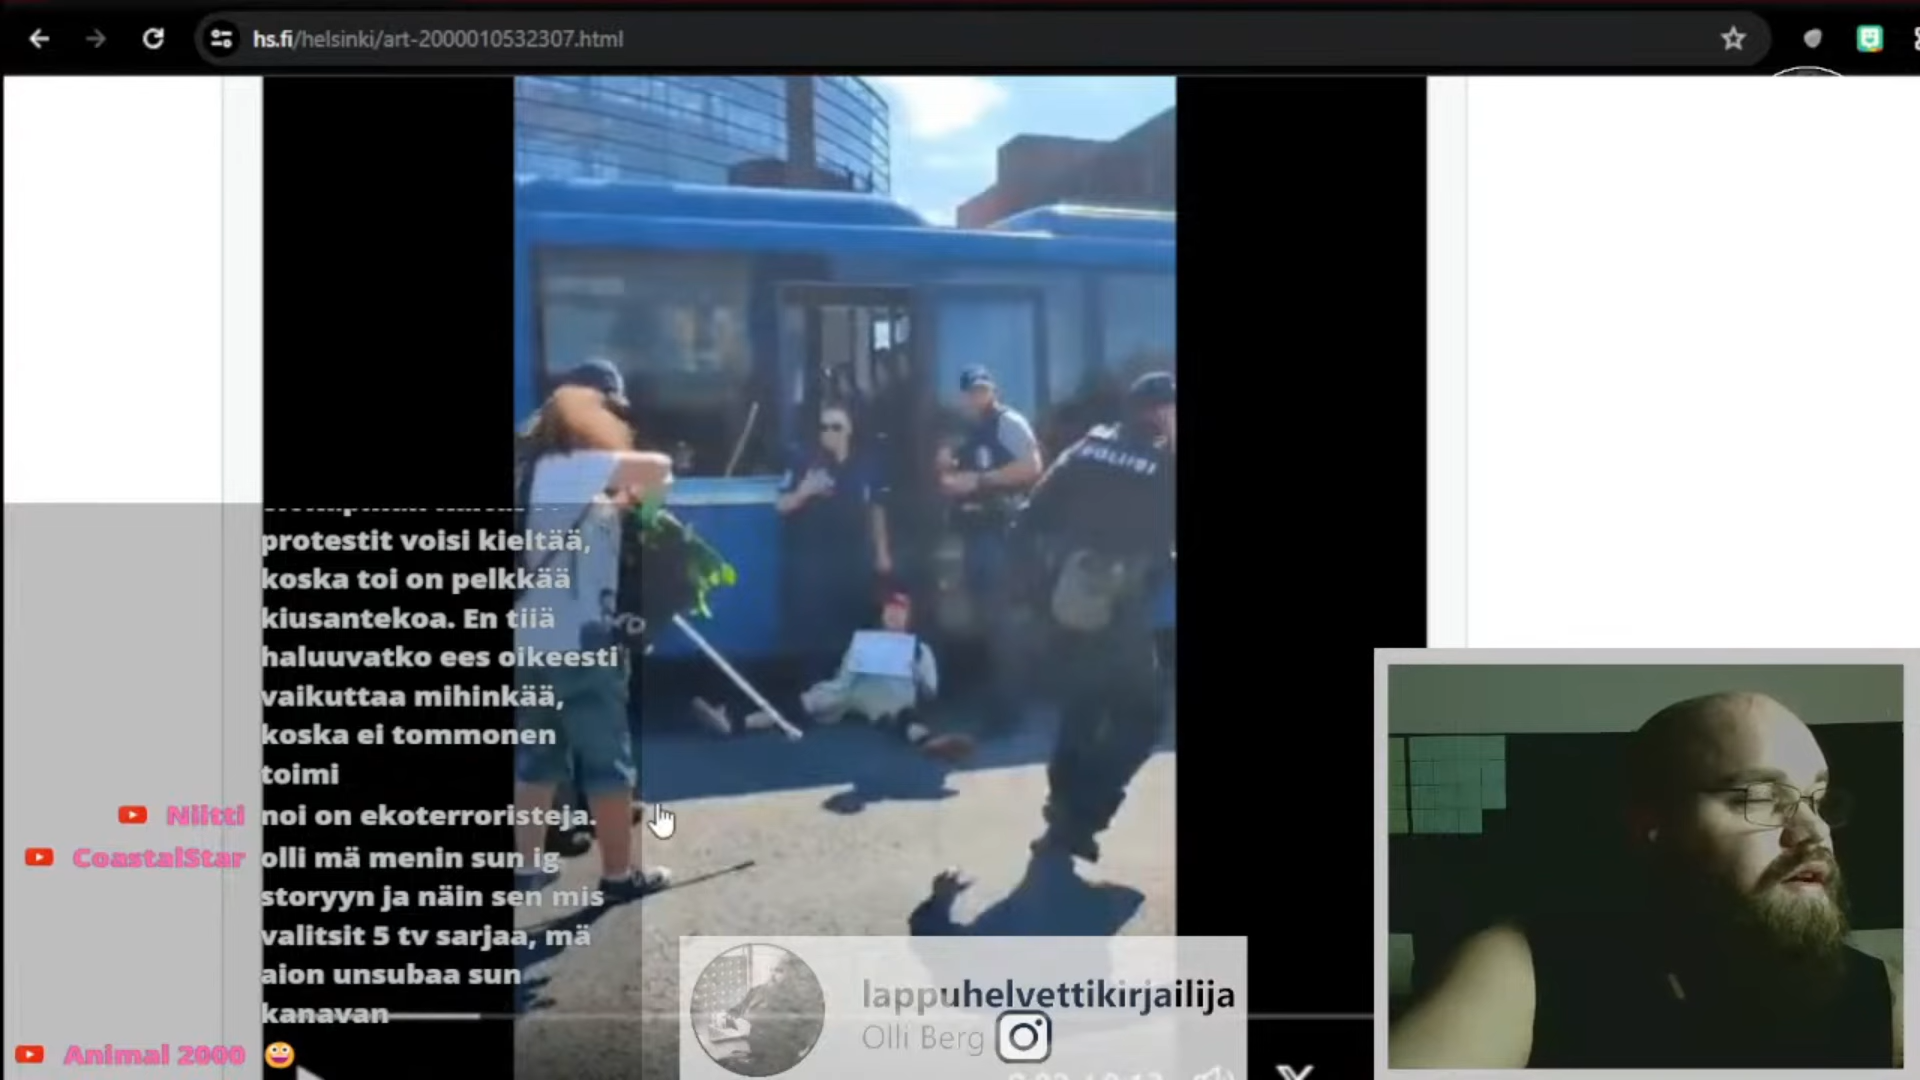 hs.fi/helsinki/art-2000010532307.html
POLIISI
protestit voisi kieltää,
koska toi on pelkkää
kiusantekoa. En tiiä
haluuvatko ees oikeesti
vaikuttaa mihinkää,
koska ei tommonen
toimi
Niitti noi on ekoterroristeja.
CoastalStar olli mä menin sun ig
storyyn ja näin sen mis
valitsit 5 tv sarjaa, mä
aion unsubaa sun
kanavan
Animal 2000 😀
lappuhelvettikirjailija
Olli Berg